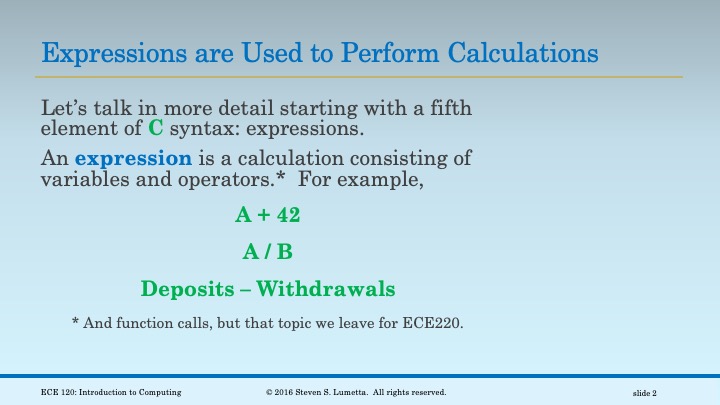 Expressions are Used to Perform Calculations
Let’s talk in more detail starting with a fifth
element of C syntax: expressions.
An expression is a calculation consisting of
variables and operators.*  For example,
A + 42
A / B
Deposits – Withdrawals
* And function calls, but that topic we leave for ECE220.
ECE 120: Introduction to Computing
© 2016 Steven S. Lumetta.  All rights reserved.
slide 2